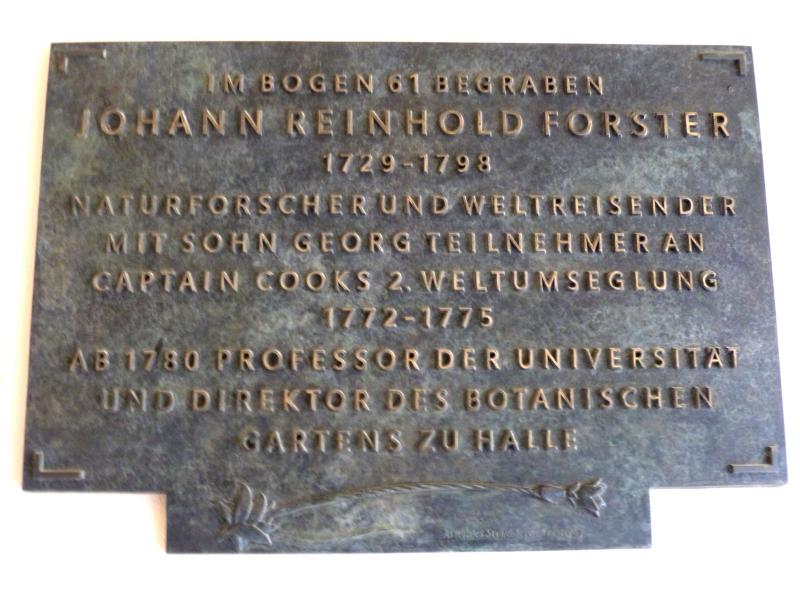 IM BOGEN 61 BEGRABEN
JOHANN REINHOLD FORSTER
1729-1798
NATURFORSCHER UND WELTREISENDER
MIT SOHN GEORG TEILNEHMER AN
CAPTAIN COOKS 2. WELTUMSEGLUNG
1772-1775
AB 1780 PROFESSOR DER UNIVERSITÄT
UND DIREKTOR DES BOTANISCHEN
GARTENS ZU HALLE